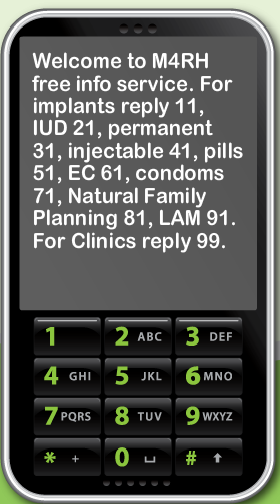 Welcome to M4RH
free info service. For
implants reply 11,
IUD 21, permanent
31, injectable 41, pills
51, EC 61, condoms
71, Natural Family
Planning 81, LAM 91.
For Clinics reply 99.
1 2 ABC 3 DEF
4 GHI 5 JKL 6 MNO
7 PQRS 8 TUV 9 WXYZ
* + 0 ⌴ # ⬆